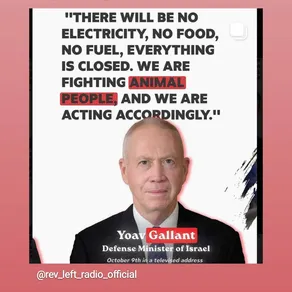 "THERE WILL BE NO
ELECTRICITY, NO FOOD,
NO FUEL, EVERYTHING
IS CLOSED. WE ARE
FIGHTING ANIMAL
PEOPLE, AND WE ARE
ACTING ACCORDINGLY."
Yoav Gallant
Defense Minister of Israel
October 9th in a televised address
@rev_left_radio_official